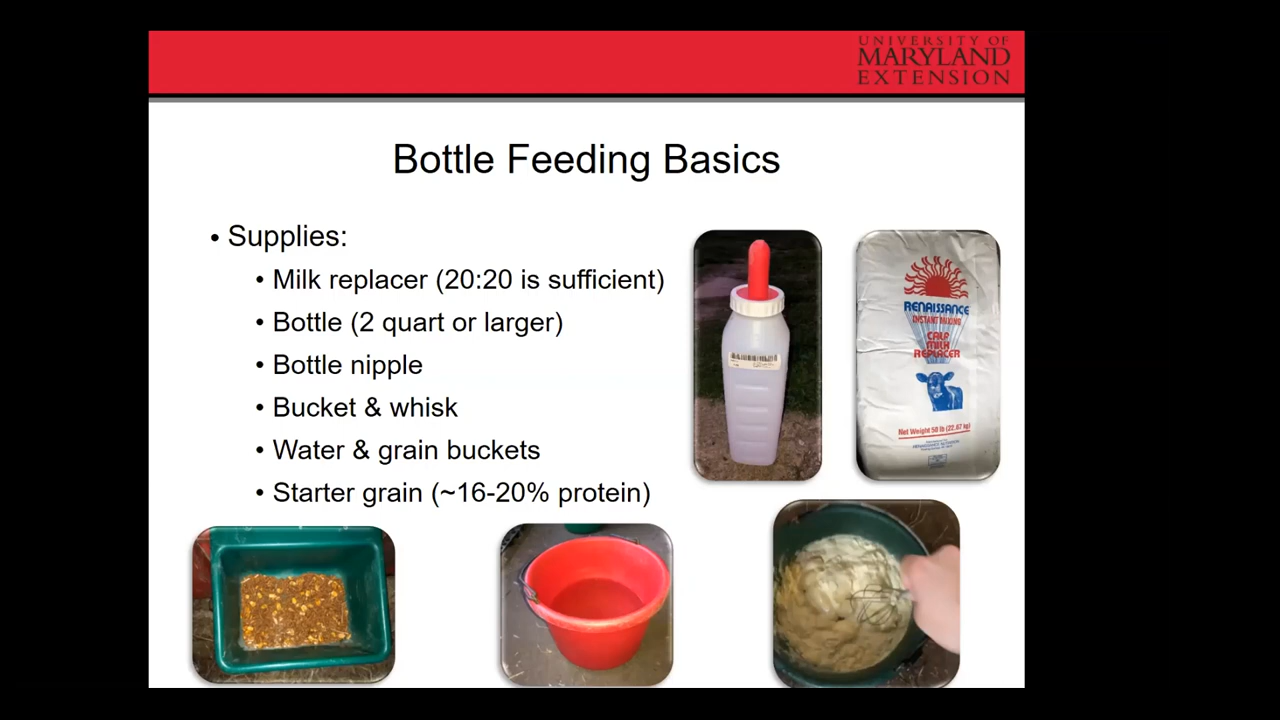 UNIVERSITY OF
MARYLAND
EXTENSION
Bottle Feeding Basics
• Supplies:
• Milk replacer (20:20 is sufficient)
• Bottle (2 quart or larger)
• Bottle nipple
• Bucket & whisk
• Water & grain buckets
• Starter grain (~16-20% protein)
RENAISSANCE
INSTANT MIXING
CALF
MILK
REPLACER
Net Weight 50 lb (22.67 kg)